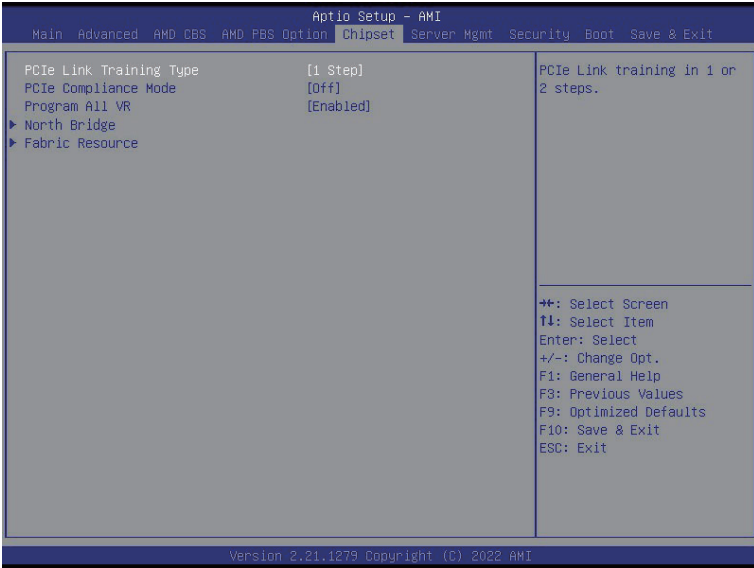 Aptio Setup – AMI
Main Advanced AMD CBS AMD PBS Option Chipset Server Mgmt Security Boot Save & Exit
PCIe Link Training Type [1 Step]
PCIe Compliance Mode [Off]
Program All VR [Enabled]
▶ North Bridge
▶ Fabric Resource
PCIe Link training in 1 or
2 steps.
→←: Select Screen
↑↓: Select Item
Enter: Select
+/-: Change Opt.
F1: General Help
F3: Previous Values
F9: Optimized Defaults
F10: Save & Exit
ESC: Exit
Version 2.21.1279 Copyright (C) 2022 AMI